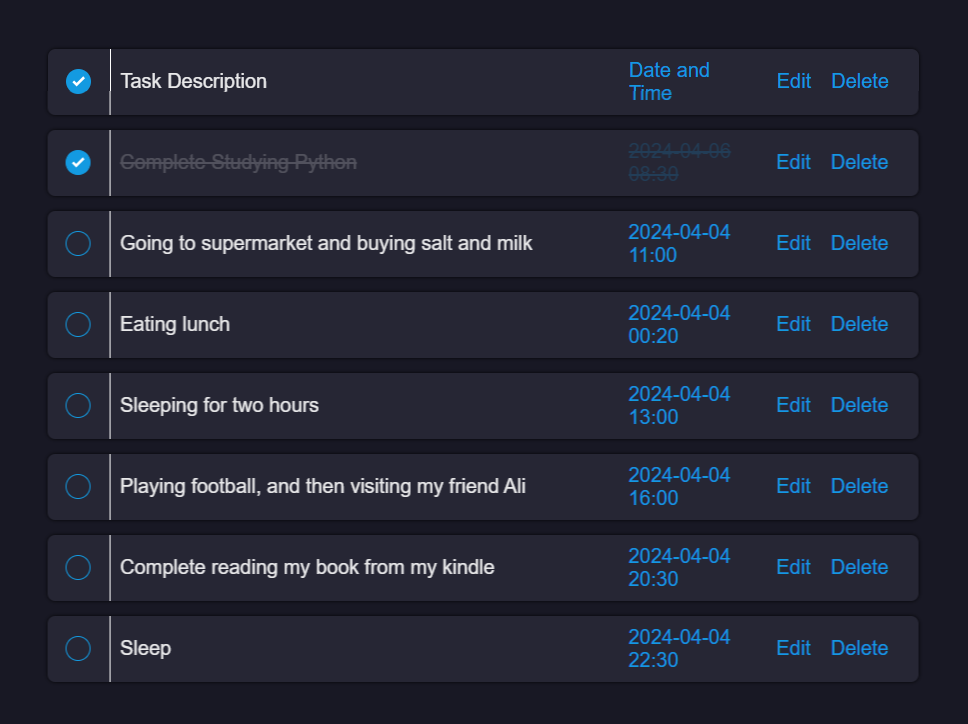 Task Description Date and Time Edit Delete
Complete Studying Python 2024-04-06 08:30 Edit Delete
Going to supermarket and buying salt and milk 2024-04-04 11:00 Edit Delete
Eating lunch 2024-04-04 00:20 Edit Delete
Sleeping for two hours 2024-04-04 13:00 Edit Delete
Playing football, and then visiting my friend Ali 2024-04-04 16:00 Edit Delete
Complete reading my book from my kindle 2024-04-04 20:30 Edit Delete
Sleep 2024-04-04 22:30 Edit Delete